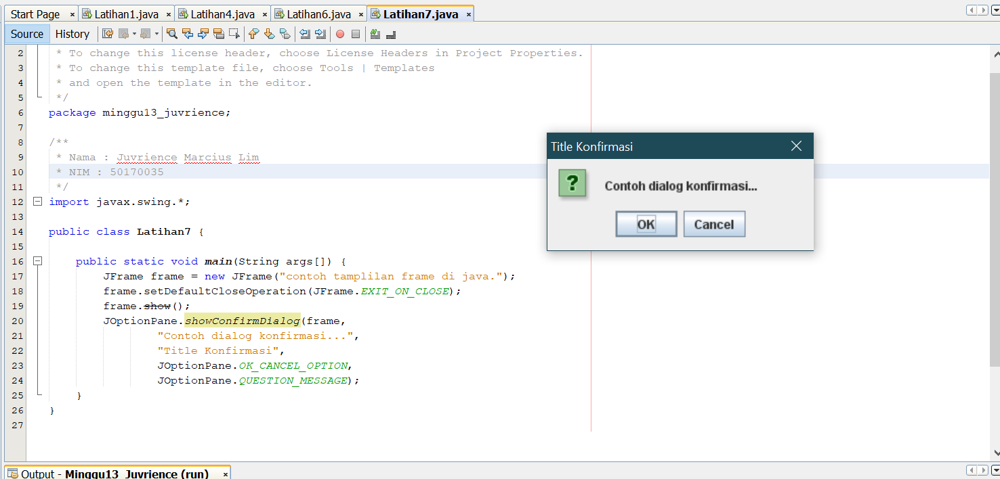 Start Page × Latihan1.java × Latihan4.java × Latihan6.java × Latihan7.java ×
Source History
2 * To change this license header, choose License Headers in Project Properties.
3 * To change this template file, choose Tools | Templates
4 * and open the template in the editor.
5 */
6 package minggu13_juvrience;
7
8 /**
9 * Nama : Juvrience Marcius Lim
10 * NIM : 50170035
11 */
12 import javax.swing.*;
13
14 public class Latihan7 {
15
16 public static void main(String args[]) {
17 JFrame frame = new JFrame("contoh tamplilan frame di java.");
18 frame.setDefaultCloseOperation(JFrame.EXIT_ON_CLOSE);
19 frame.show();
20 JOptionPane.showConfirmDialog(frame,
21 "Contoh dialog konfirmasi...",
22 "Title Konfirmasi",
23 JOptionPane.OK_CANCEL_OPTION,
24 JOptionPane.QUESTION_MESSAGE);
25 }
26 }
27
Title Konfirmasi
?
Contoh dialog konfirmasi...
OK Cancel
Output - Minggu13_Juvrience (run) ×